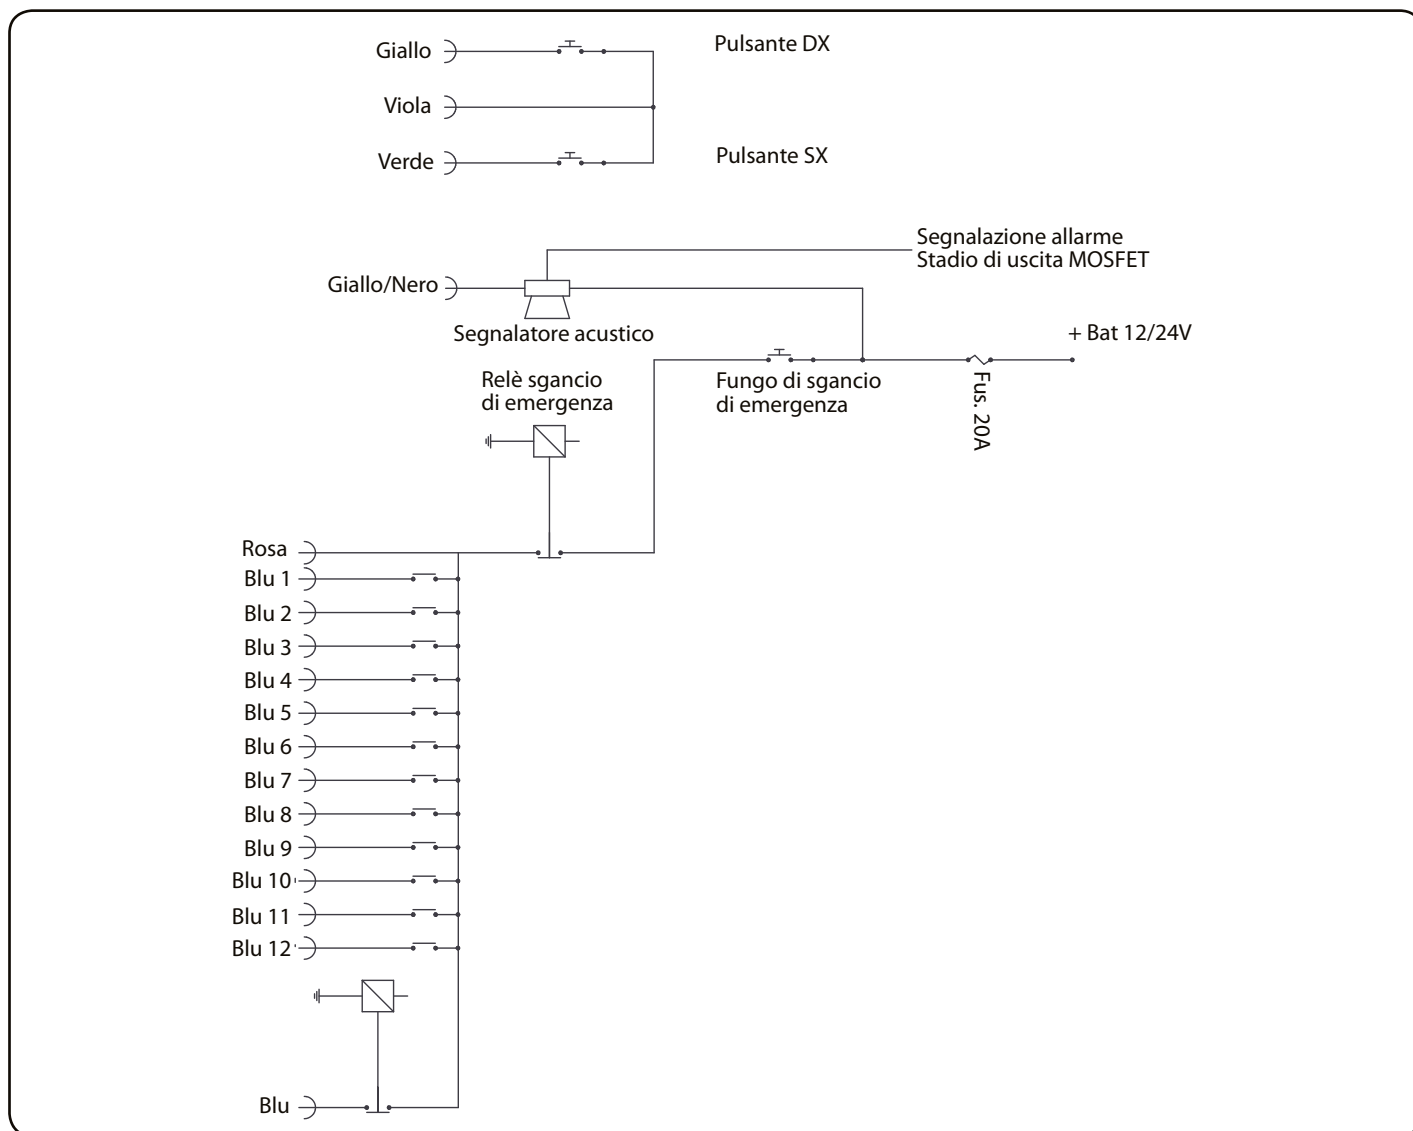 Giallo
Pulsante DX
Viola
Verde
Pulsante SX
Segnalazione allarme
Stadio di uscita MOSFET
Giallo/Nero
Segnalatore acustico
+ Bat 12/24V
Relè sgancio
di emergenza
Fungo di sgancio
di emergenza
Fus. 20A
Rosa
Blu 1
Blu 2
Blu 3
Blu 4
Blu 5
Blu 6
Blu 7
Blu 8
Blu 9
Blu 10
Blu 11
Blu 12
Blu